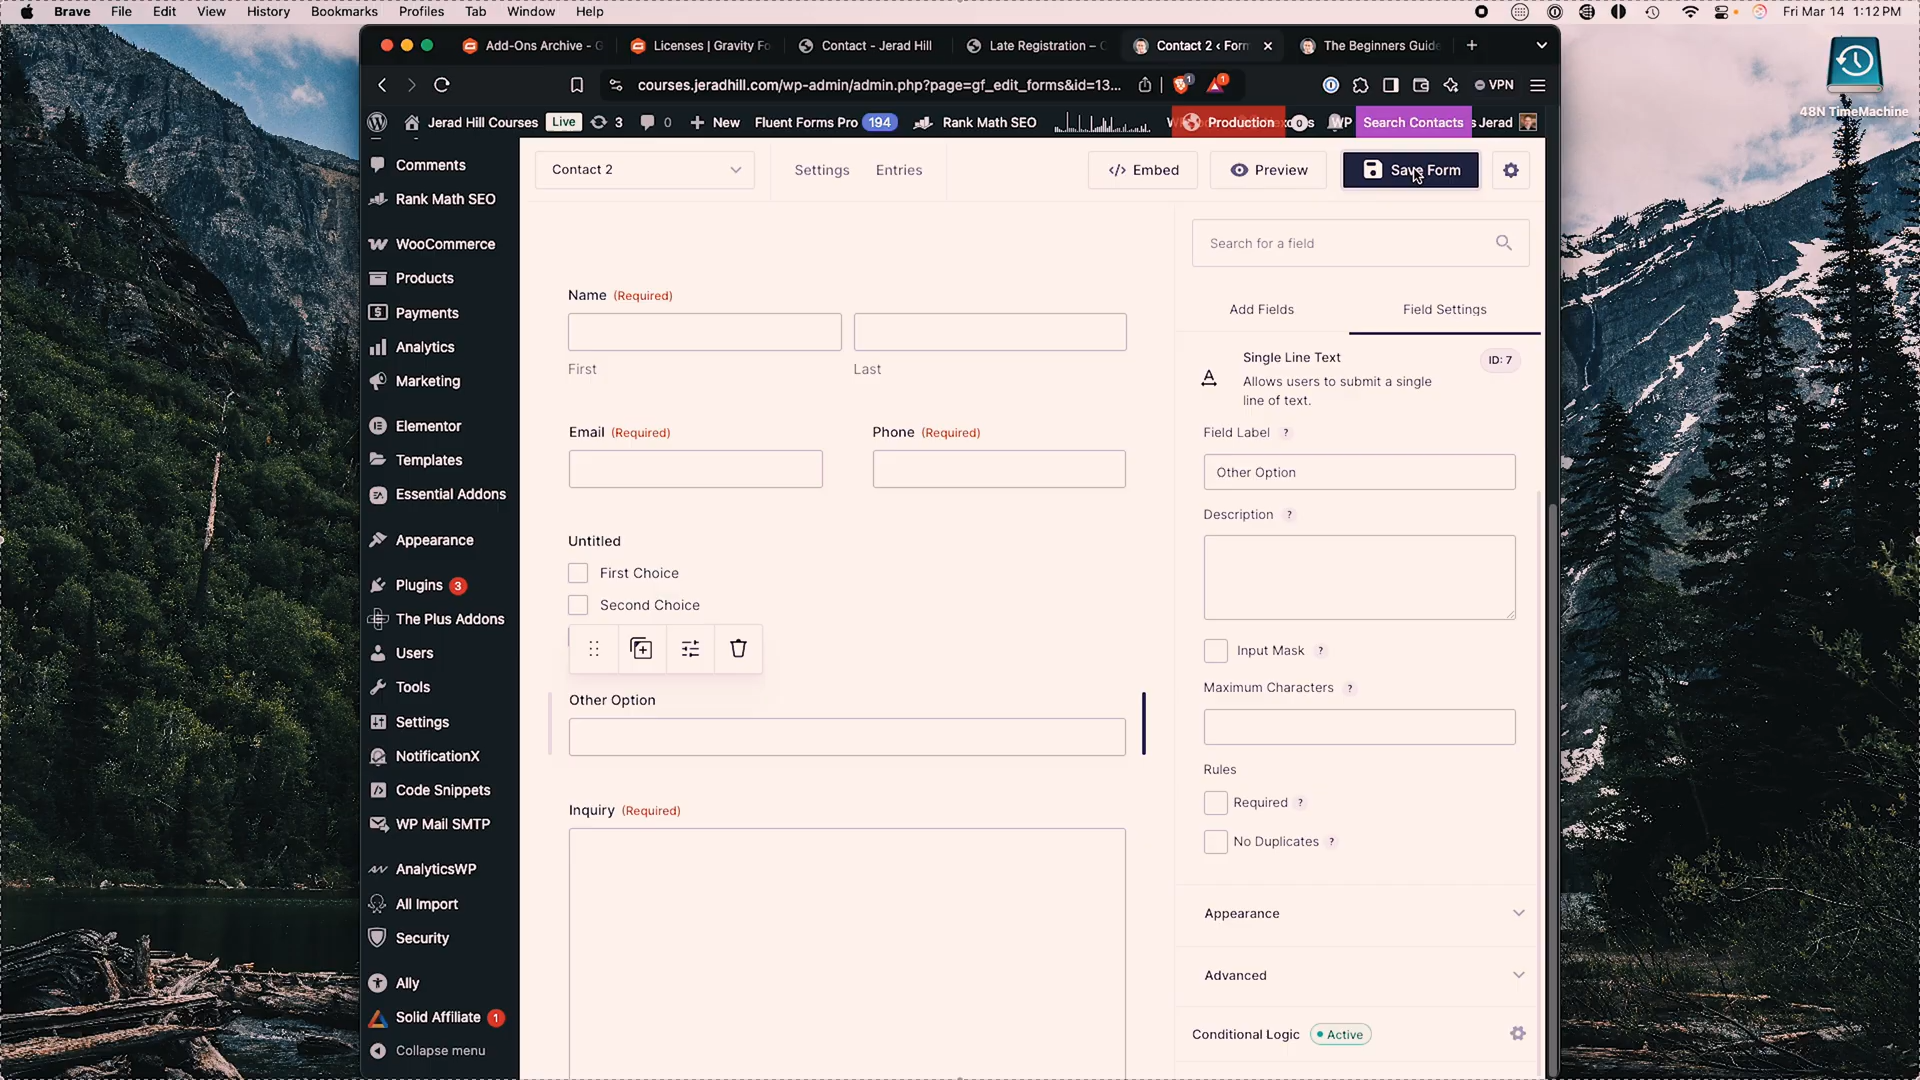 Brave File Edit View History Bookmarks Profiles Tab Window Help
Fri Mar 14 1:12 PM
Add-Ons Archive - G
Licenses | Gravity Fo
Contact - Jerad Hill
Late Registration –
Contact 2 ‹ Form
The Beginners Guide
courses.jeradhill.com/wp-admin/admin.php?page=gf_edit_forms&id=13...
1
1
VPN
48N TimeMachine
Jerad Hill Courses Live 3 0 New Fluent Forms Pro 194 Rank Math SEO
Production
0
WP
Search Contacts
Jerad
Comments
Rank Math SEO
WooCommerce
Products
Payments
Analytics
Marketing
Elementor
Templates
Essential Addons
Appearance
Plugins 3
The Plus Addons
Users
Tools
Settings
NotificationX
Code Snippets
WP Mail SMTP
AnalyticsWP
All Import
Security
Ally
Solid Affiliate 1
Collapse menu
Contact 2
Settings
Entries
</> Embed
Preview
Save Form
Name (Required)
First
Last
Email (Required)
Phone (Required)
Untitled
First Choice
Second Choice
Other Option
Inquiry (Required)
Search for a field
Add Fields
Field Settings
Single Line Text
ID: 7
Allows users to submit a single
line of text.
Field Label ?
Other Option
Description ?
Input Mask ?
Maximum Characters ?
Rules
Required ?
No Duplicates ?
Appearance
Advanced
Conditional Logic Active